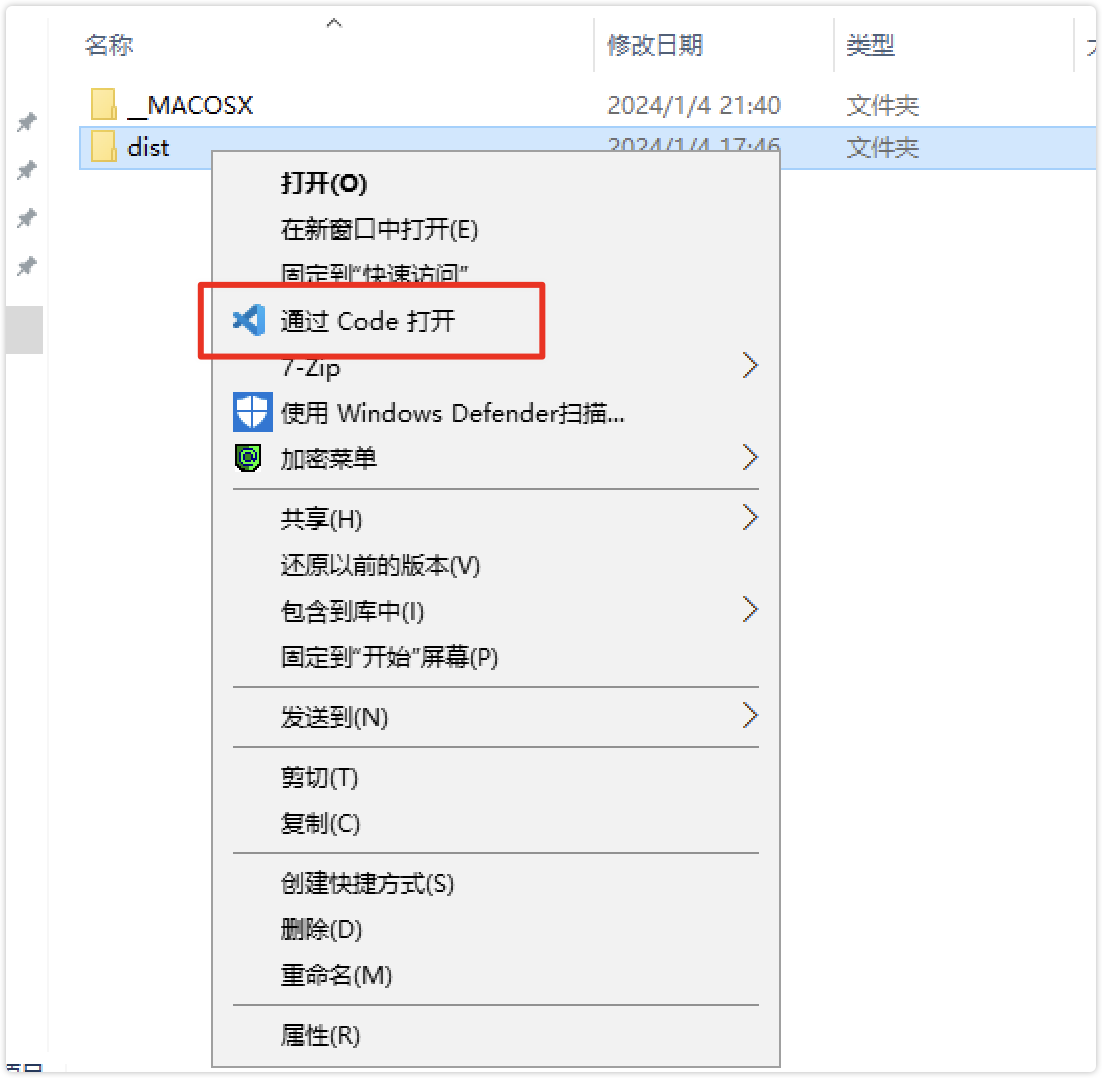 名称 修改日期 类型
__MACOSX 2024/1/4 21:40 文件夹
dist 2024/1/4 17:46 文件夹
打开(O)
在新窗口中打开(E)
固定到“快速访问”
通过 Code 打开
7-Zip
使用 Windows Defender扫描...
加密菜单
共享(H)
还原以前的版本(V)
包含到库中(I)
固定到“开始”屏幕(P)
发送到(N)
剪切(T)
复制(C)
创建快捷方式(S)
删除(D)
重命名(M)
属性(R)